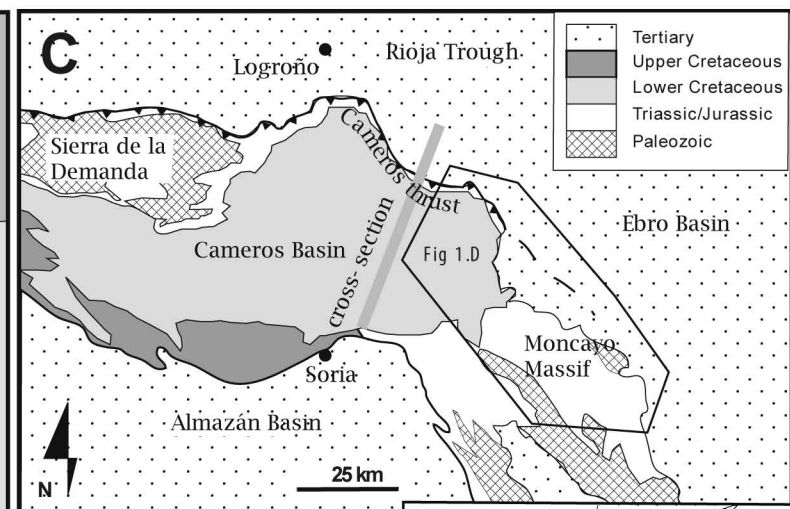 C
Rioja Trough
Logroño
Tertiary
Upper Cretaceous
Lower Cretaceous
Triassic/Jurassic
Paleozoic
Sierra de la
Demanda
Cameros thrust
Ebro Basin
Cameros Basin
cross- section
Fig 1.D
Moncayo
Massif
Soria
Almazán Basin
25 km
N